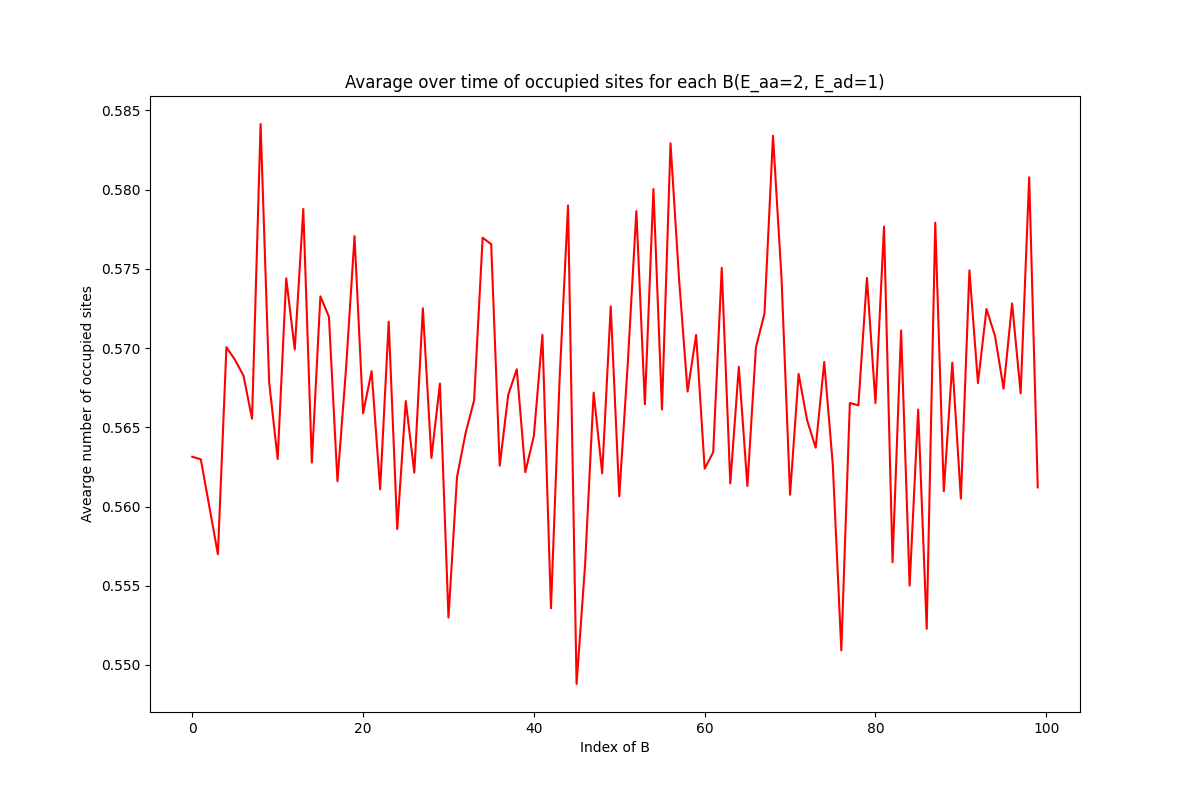 Avarage over time of occupied sites for each B(E_aa=2, E_ad=1)
Avearge number of occupied sites
0.585
0.580
0.575
0.570
0.565
0.560
0.555
0.550
0 20 40 60 80 100
Index of B